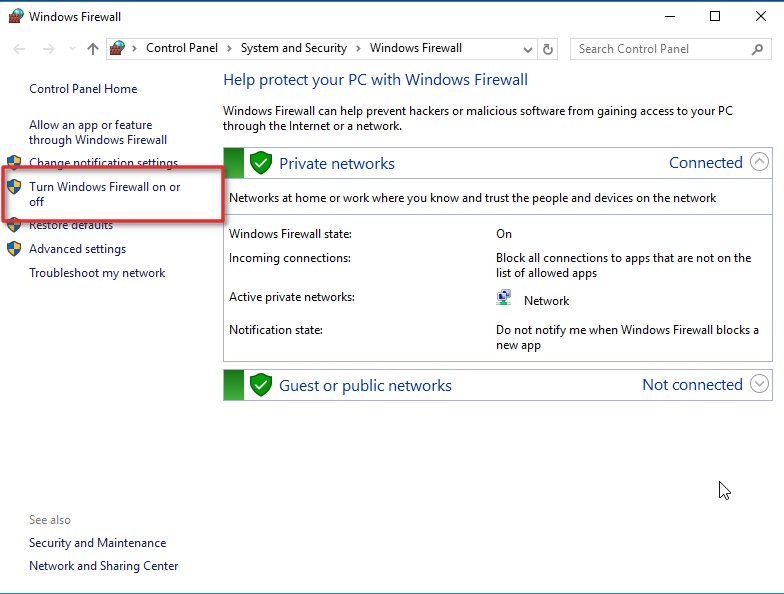 Windows Firewall
Control Panel > System and Security > Windows Firewall
Search Control Panel
Control Panel Home
Allow an app or feature
through Windows Firewall
Change notification settings
Turn Windows Firewall on or
off
Restore defaults
Advanced settings
Troubleshoot my network
Help protect your PC with Windows Firewall
Windows Firewall can help prevent hackers or malicious software from gaining access to your PC
through the Internet or a network.
Private networks Connected
Networks at home or work where you know and trust the people and devices on the network
Windows Firewall state: On
Incoming connections: Block all connections to apps that are not on the
list of allowed apps
Active private networks: Network
Notification state: Do not notify me when Windows Firewall blocks a
new app
Guest or public networks Not connected
See also
Security and Maintenance
Network and Sharing Center